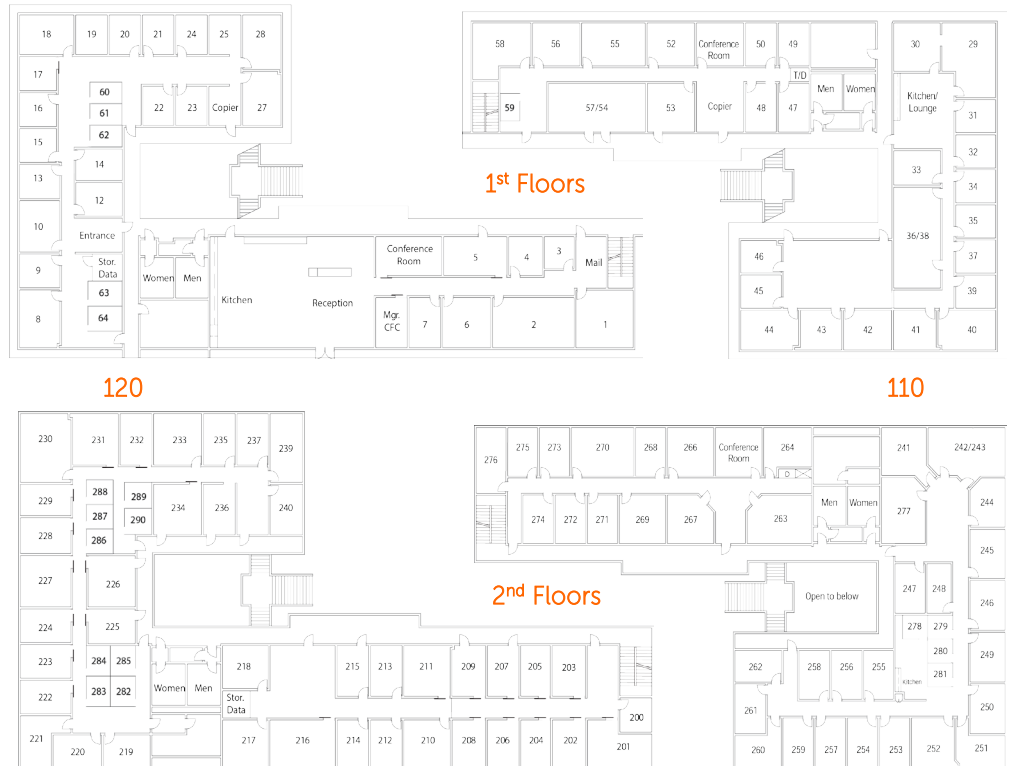 18 19 20 21 24 25 28
17
60
16 61 22 23 Copier 27
62
15
14
13
12
10
Entrance
Stor.
Data
9
63
8 64
Women Men
Kitchen
Reception
Conference
Room
5 4 3
Mail
Mgr.
CFC
7 6 2 1
58 56 55 52 Conference
Room
50 49
T/D
59 57/54 53 Copier 48 47
Men Women
30 29
Kitchen/
Lounge
31
32
33
34
35
36/38
37
39
46
45
44 43 42 41 40
1st Floors
120
110
230 231 232 233 235 237 239
229 288 289
287 290 234 236 240
228 286
227 226
224 225
223 284 285
222 283 282
221 220 219
Women Men
218
Stor.
Data
215 213 211 209 207 205 203
200
217 216 214 212 210 208 206 204 202 201
2nd Floors
276 275 273 270 268 266 Conference
Room
264
D
274 272 271 269 267 263
Men Women
241 242/243
277
244
245
Open to below
247 248
246
278 279
280
281
249
Kitchen
262 258 256 255
261
250
260 259 257 254 253 252 251